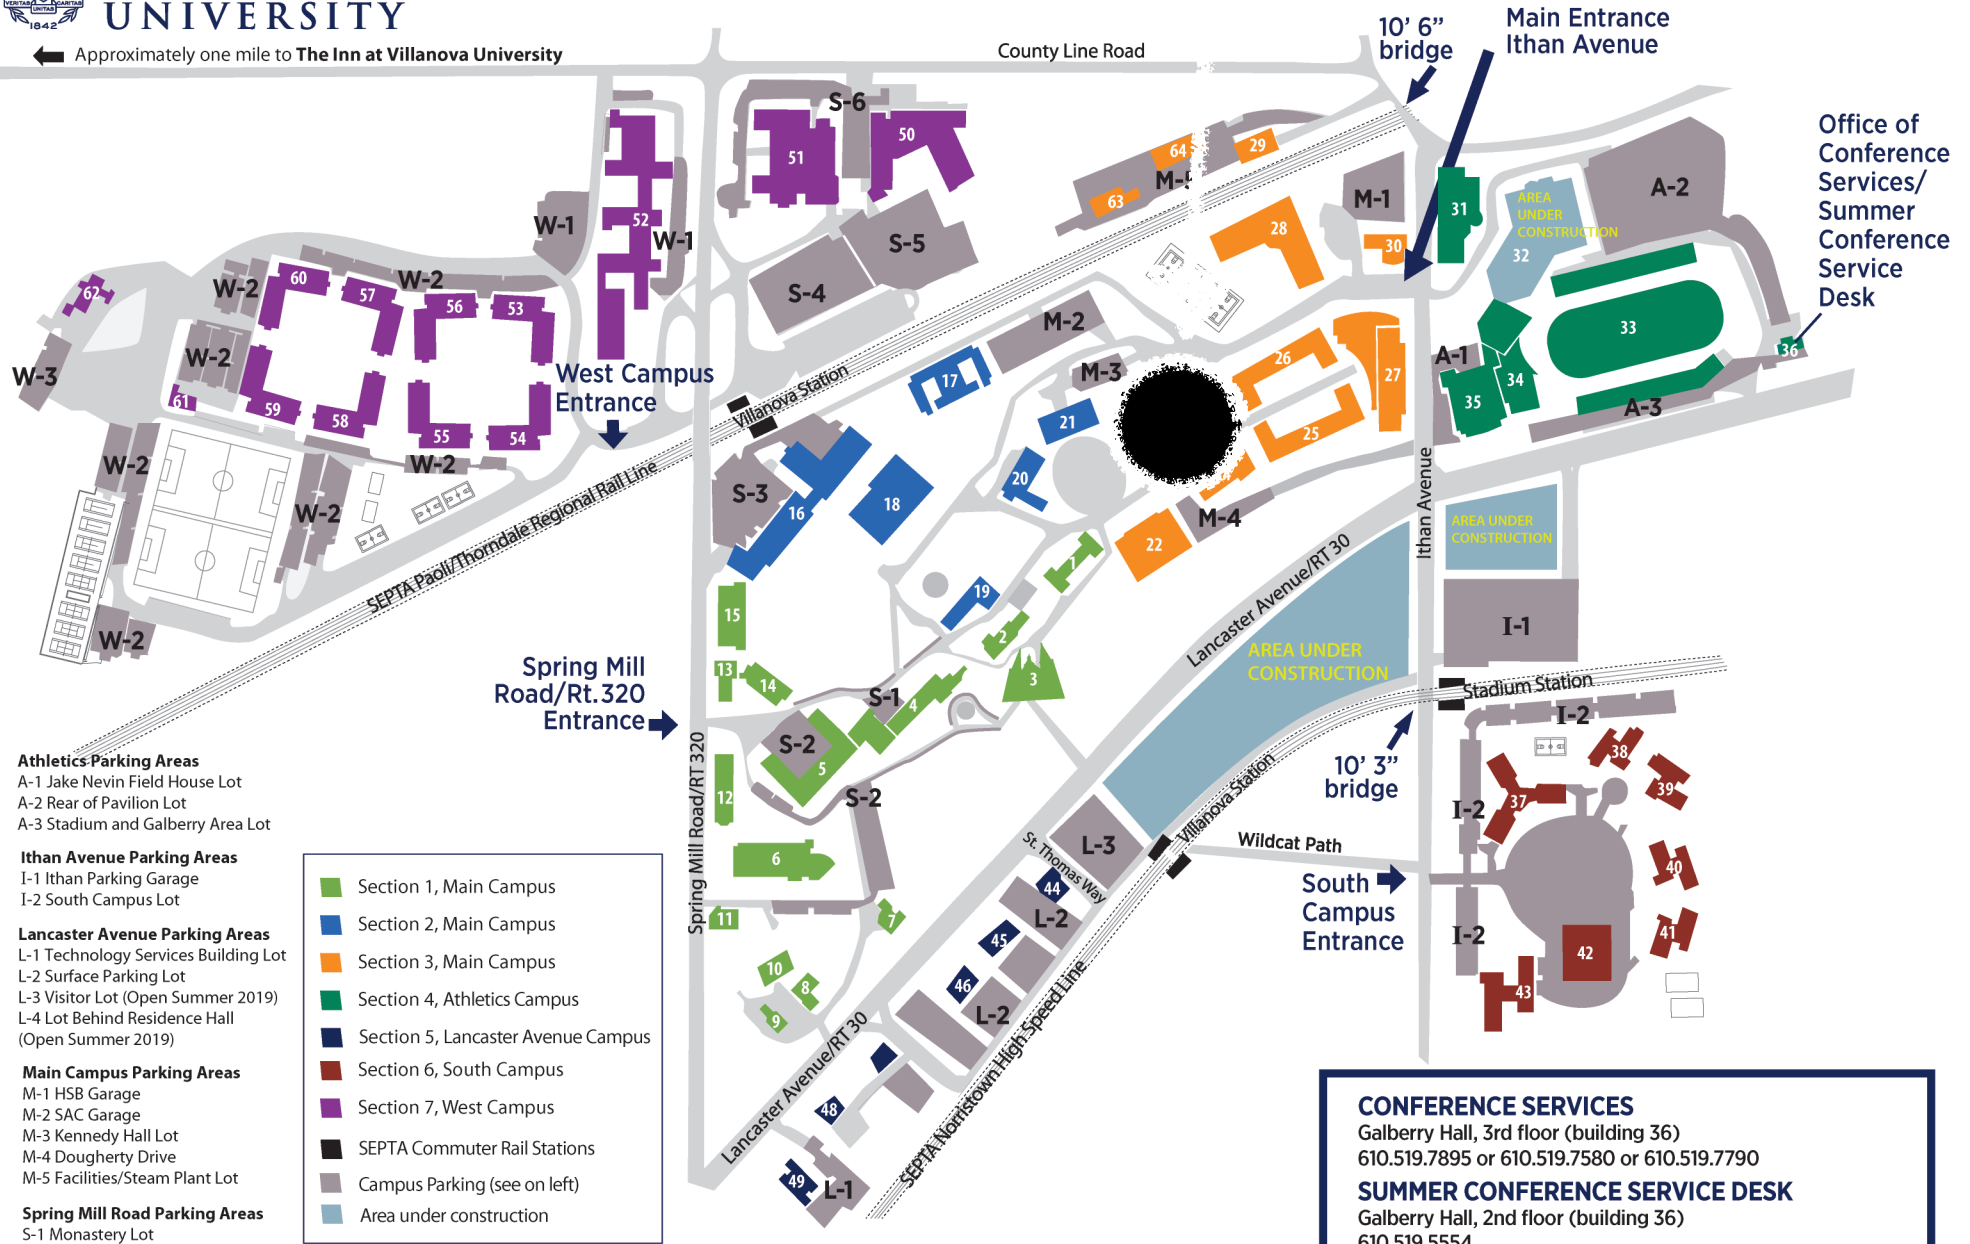 VERITAS UNITAS CARITAS
1842
UNIVERSITY
Approximately one mile to The Inn at Villanova University
County Line Road
10’ 6”
bridge
Main Entrance
Ithan Avenue
Office of
Conference
Services/
Summer
Conference
Service
Desk
S-6
50
51
52
W-1
W-1
S-5
S-4
64
29
M-5
63
28
M-1
30
31
AREA
UNDER
CONSTRUCTION
32
A-2
33
36
A-1
34
35
A-3
62
W-2
60
57
W-2
56
53
W-2
W-3
61
59
58
55
54
W-2
W-2
W-2
W-2
West Campus
Entrance
Villanova Station
SEPTA Paoli/Thorndale Regional Rail Line
M-2
M-3
17
21
20
26
27
25
M-4
22
S-3
16
18
19
1
2
3
15
13
14
S-1
4
S-2
5
S-2
12
6
11
7
10
8
9
Spring Mill
Road/Rt.320
Entrance
Spring Mill Road/RT 320
Lancaster Avenue/RT 30
Ithan Avenue
AREA UNDER
CONSTRUCTION
AREA UNDER
CONSTRUCTION
I-1
Stadium Station
I-2
10’ 3”
bridge
Villanova Station
Wildcat Path
South
Campus
Entrance
38
39
37
I-2
40
41
I-2
42
43
L-3
St. Thomas Way
44
L-2
45
46
L-2
48
49
L-1
Lancaster Avenue/RT 30
SEPTA Norristown High Speed Line
Athletics Parking Areas
A-1 Jake Nevin Field House Lot
A-2 Rear of Pavilion Lot
A-3 Stadium and Galberry Area Lot
Ithan Avenue Parking Areas
I-1 Ithan Parking Garage
I-2 South Campus Lot
Lancaster Avenue Parking Areas
L-1 Technology Services Building Lot
L-2 Surface Parking Lot
L-3 Visitor Lot (Open Summer 2019)
L-4 Lot Behind Residence Hall
(Open Summer 2019)
Main Campus Parking Areas
M-1 HSB Garage
M-2 SAC Garage
M-3 Kennedy Hall Lot
M-4 Dougherty Drive
M-5 Facilities/Steam Plant Lot
Spring Mill Road Parking Areas
S-1 Monastery Lot
Section 1, Main Campus
Section 2, Main Campus
Section 3, Main Campus
Section 4, Athletics Campus
Section 5, Lancaster Avenue Campus
Section 6, South Campus
Section 7, West Campus
SEPTA Commuter Rail Stations
Campus Parking (see on left)
Area under construction
CONFERENCE SERVICES
Galberry Hall, 3rd floor (building 36)
610.519.7895 or 610.519.7580 or 610.519.7790
SUMMER CONFERENCE SERVICE DESK
Galberry Hall, 2nd floor (building 36)
610.519.5554